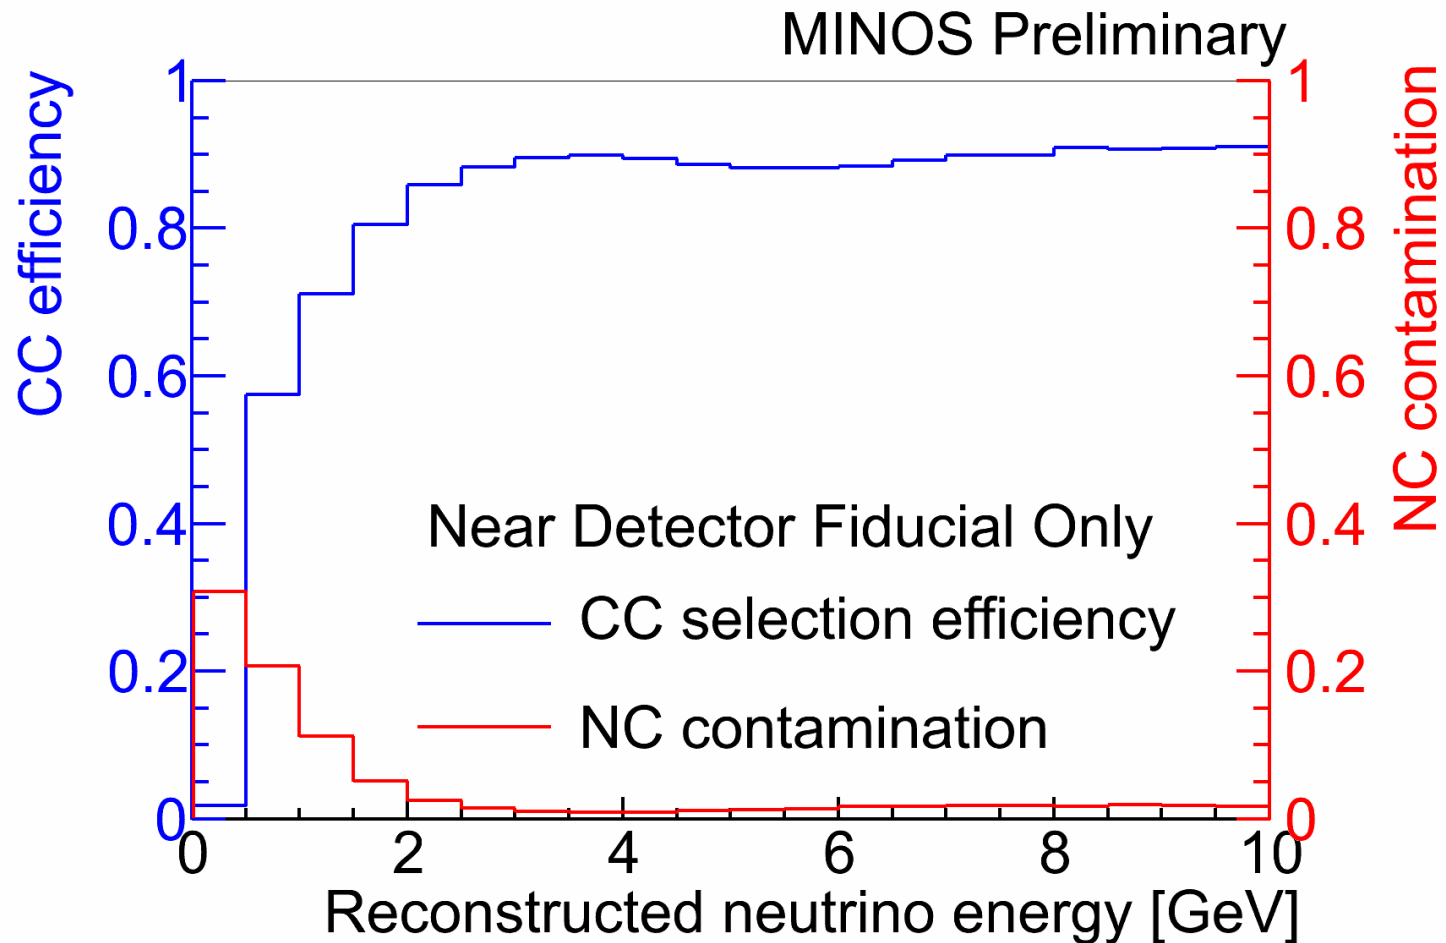 MINOS Preliminary
CC efficiency
1
0.8
0.6
0.4
0.2
0
Near Detector Fiducial Only
CC selection efficiency
NC contamination
1
0.8
0.6
0.4
0.2
0
NC contamination
0 2 4 6 8 10
Reconstructed neutrino energy [GeV]